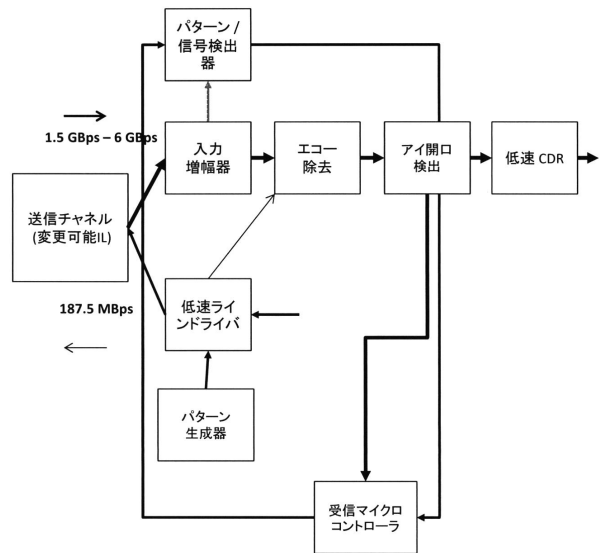 パターン /
信号検出
器
1.5 GBps – 6 GBps
入力
増幅器
エコー
除去
アイ開口
検出
低速 CDR
送信チャネル
(変更可能IL)
187.5 MBps
低速ライ
ンドライバ
パターン
生成器
受信マイクロ
コントローラ